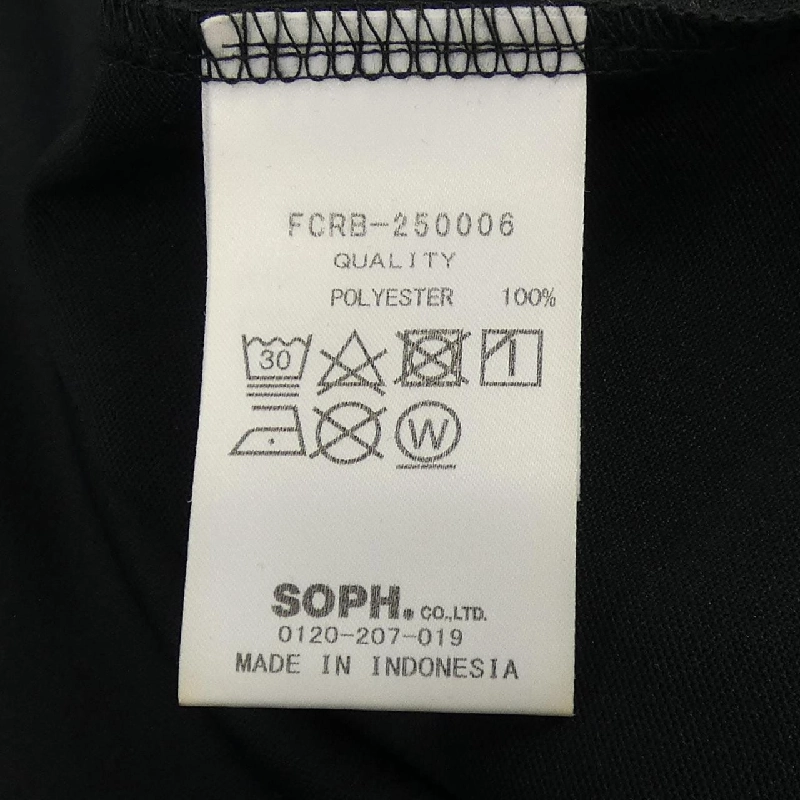 FCRB-250006
QUALITY
POLYESTER 100%
30
W
SOPH. CO.,LTD.
0120-207-019
MADE IN INDONESIA